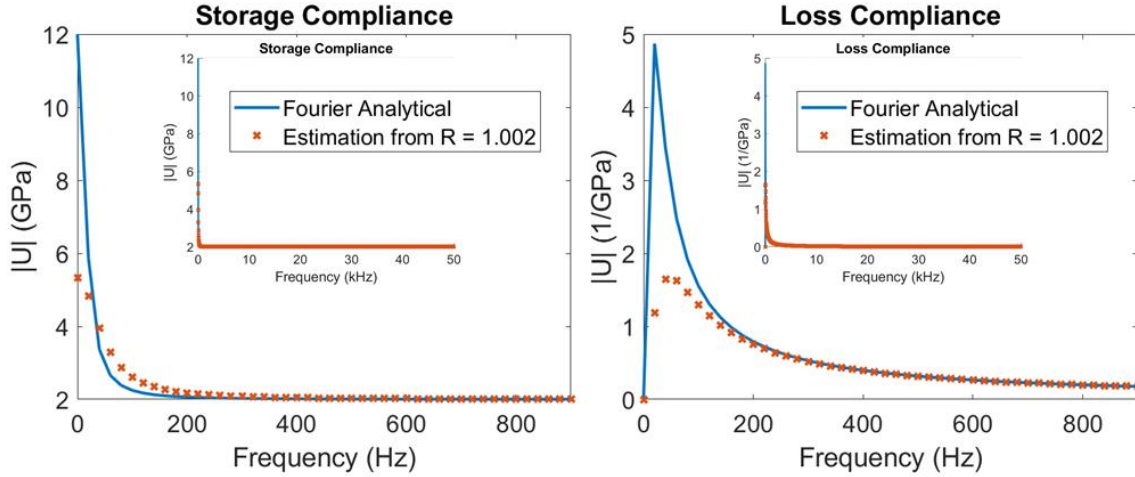 Storage Compliance
|U| (GPa)
12
10
8
6
4
2
0
200
400
600
800
Frequency (Hz)
Storage Compliance
|U| (GPa)
12
10
8
6
4
2
0
10
20
30
40
50
Frequency (kHz)
Fourier Analytical
Estimation from R = 1.002
Loss Compliance
|U| (1/GPa)
5
4
3
2
1
0
0
200
400
600
800
Frequency (Hz)
Loss Compliance
|U| (1/GPa)
5
4
3
2
1
0
0
10
20
30
40
50
Frequency (kHz)
Fourier Analytical
Estimation from R = 1.002